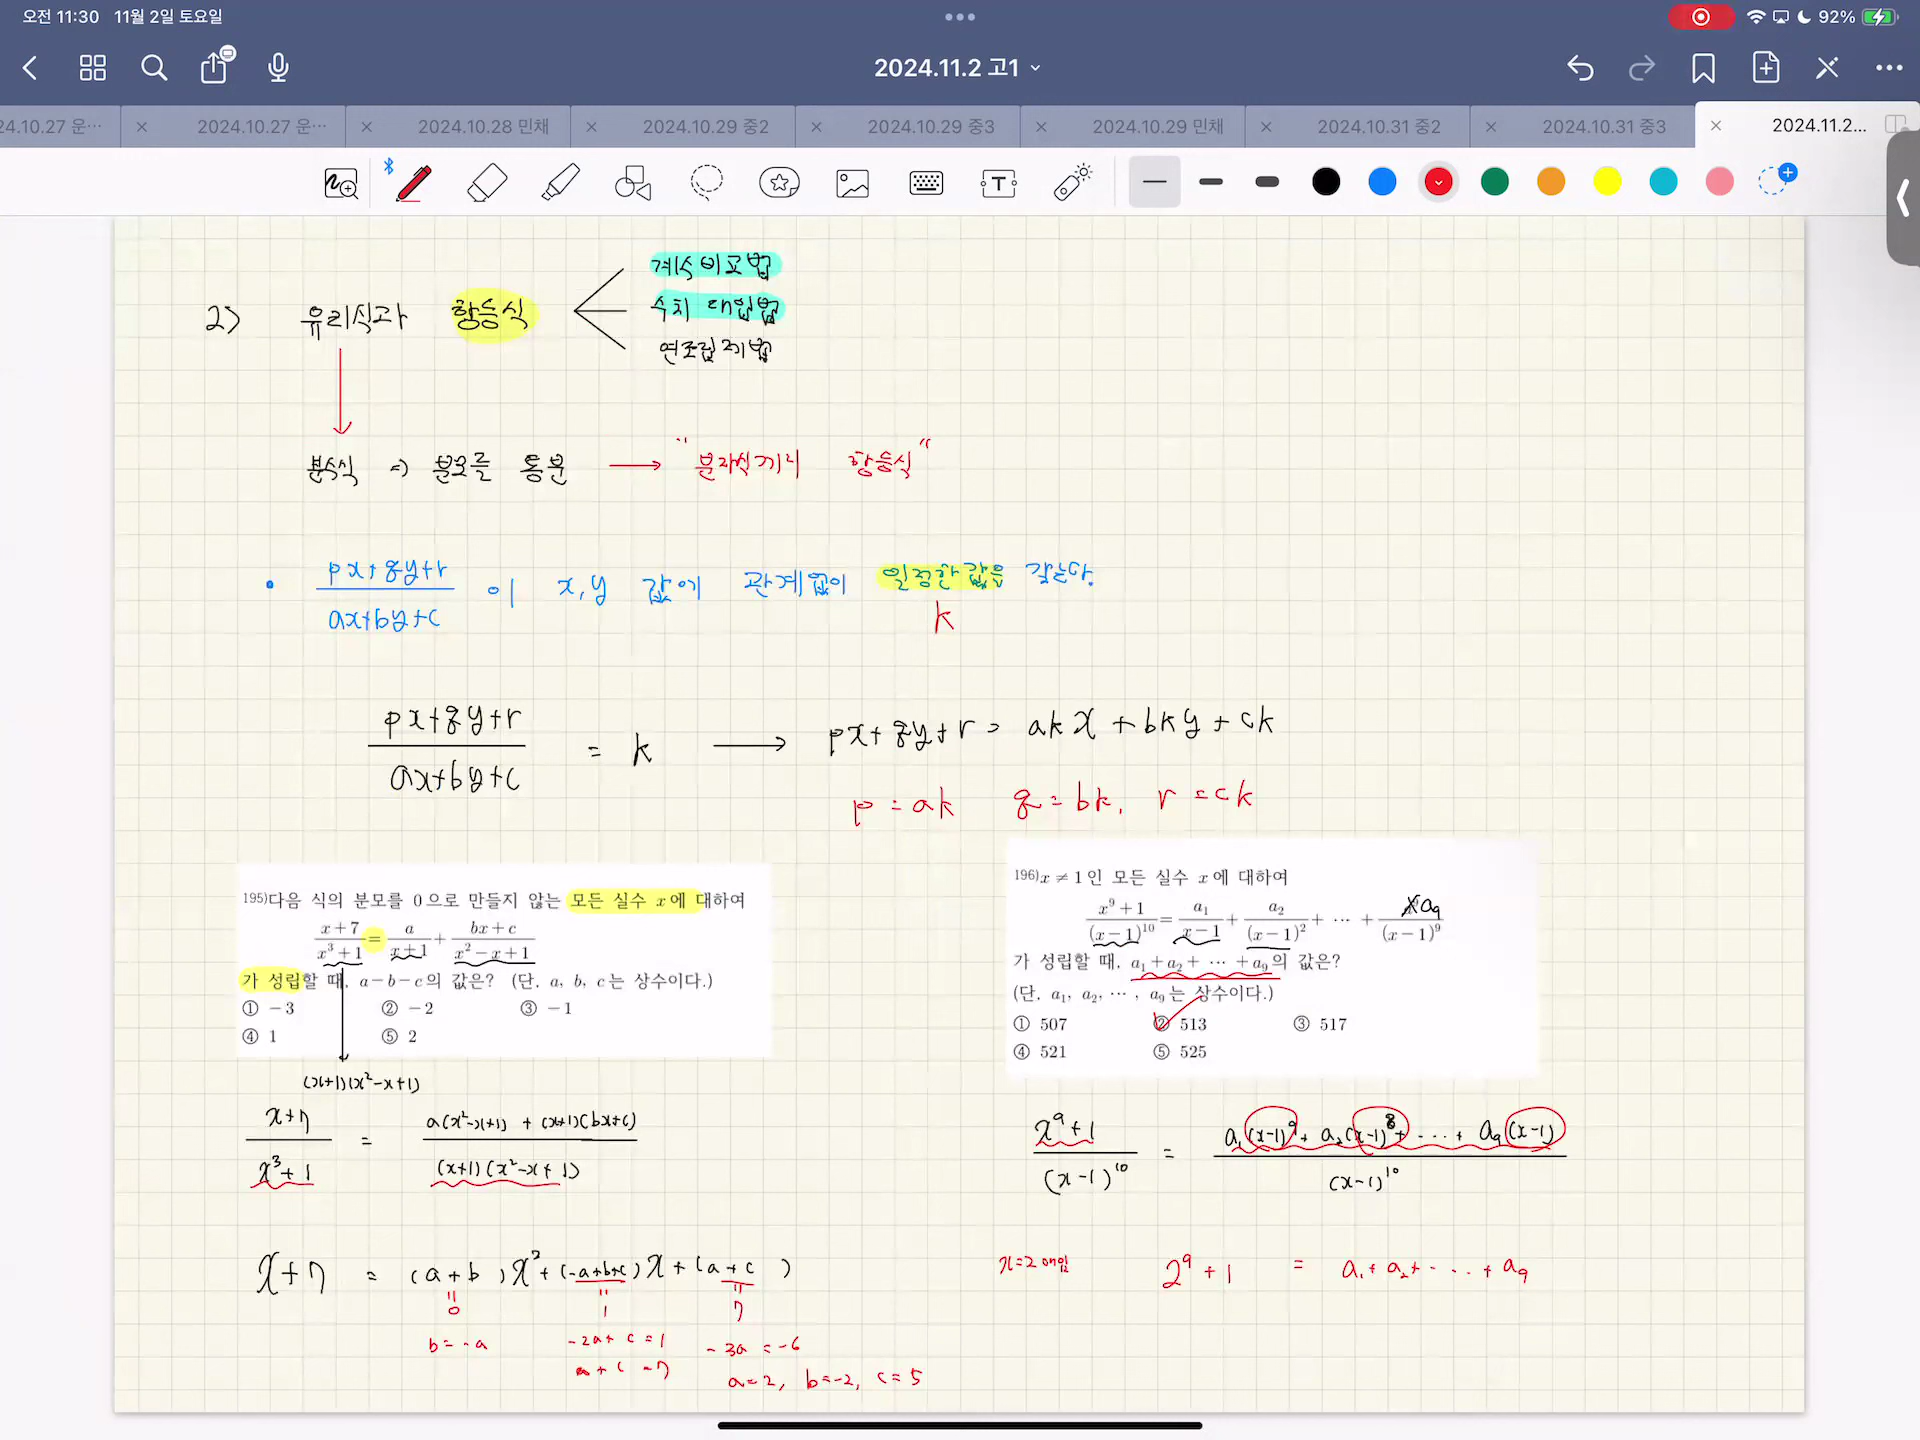 오전 11:30 11월 2일 토요일
92%
2024.11.2 고1
24.10.27 운…
2024.10.27 운…
2024.10.28 민채
2024.10.29 중2
2024.10.29 중3
2024.10.29 민채
2024.10.31 중2
2024.10.31 중3
2024.11.2...
계수비교법
2) 유리식과 항등식
수치 대입법
연조립제법
분수식 ⇒ 분모를 통분 → "분자식끼리 항등식"
• (px+qy+r)/(ax+by+c) 이 x, y 값에 관계없이 일정한 값을 갖는다.
k
(px+qy+r)/(ax+by+c) = k → px+qy+r = akx + bky + ck
p = ak q = bk, r = ck
195)다음 식의 분모를 0으로 만들지 않는 모든 실수 x에 대하여
(x+7)/(x³+1) = a/(x+1) + (bx+c)/(x²-x+1)
가 성립할 때, a-b-c의 값은? (단, a, b, c는 상수이다.)
① -3 ② -2 ③ -1
④ 1 ⑤ 2
(x+1)(x²-x+1)
(x+7)/(x³+1) = (a(x²-x+1) + (x+1)(bx+c))/((x+1)(x²-x+1))
x+7 = (a+b)x²+(-a+b+c)x+(a+c)
= 0 = 1 = 7
b = -a -2a+c = 1 -3a = -6
a+c = 7 a=2, b=-2, c=5
196)x ≠ 1인 모든 실수 x에 대하여
(x⁹+1)/(x-1)¹⁰ = a₁/(x-1) + a₂/(x-1)² + ⋯ + a₉/(x-1)⁹
가 성립할 때, a₁+a₂+ ⋯ +a₉의 값은?
(단, a₁, a₂, ⋯, a₉는 상수이다.)
① 507 ② 513 ③ 517
④ 521 ⑤ 525
(x⁹+1)/(x-1)¹⁰ = (a₁(x-1)⁹+ a₂(x-1)⁸+ ⋯ + a₉(x-1))/(x-1)¹⁰
x=2 대입 2⁹+1 = a₁+a₂+⋯+a₉